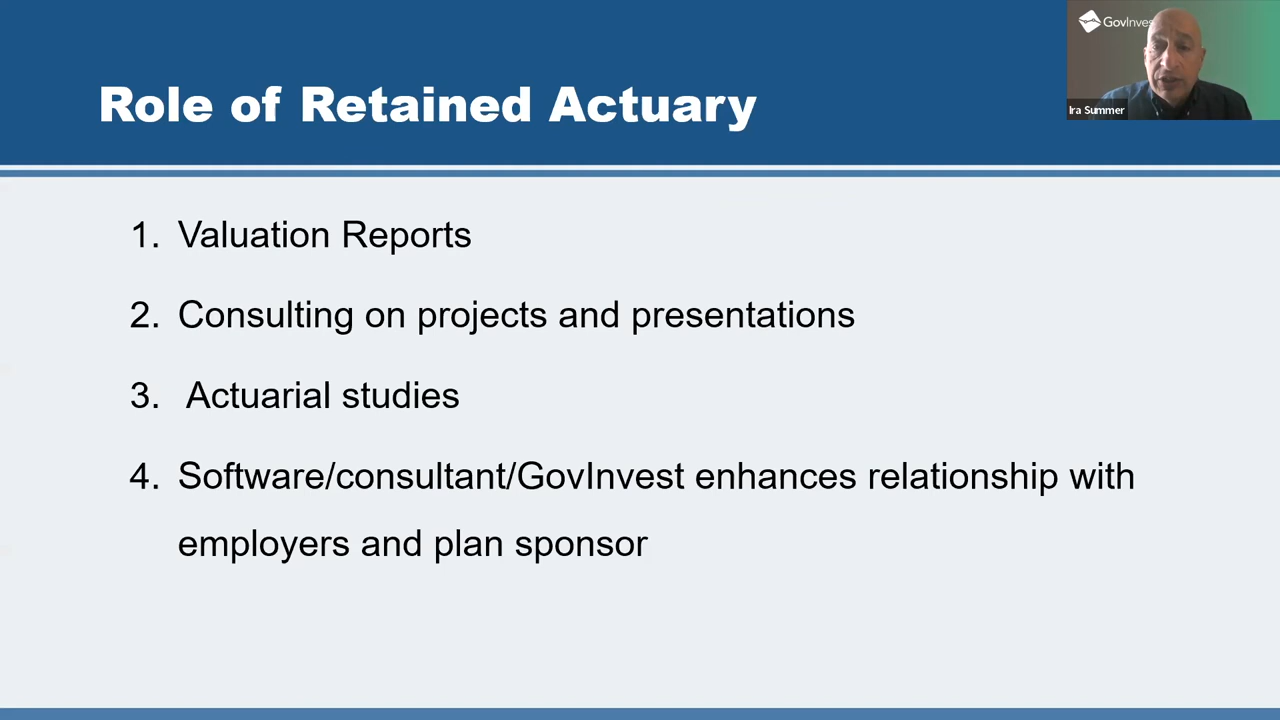 GovInves
Ira Summer
Role of Retained Actuary
1. Valuation Reports
2. Consulting on projects and presentations
3. Actuarial studies
4. Software/consultant/GovInvest enhances relationship with
employers and plan sponsor